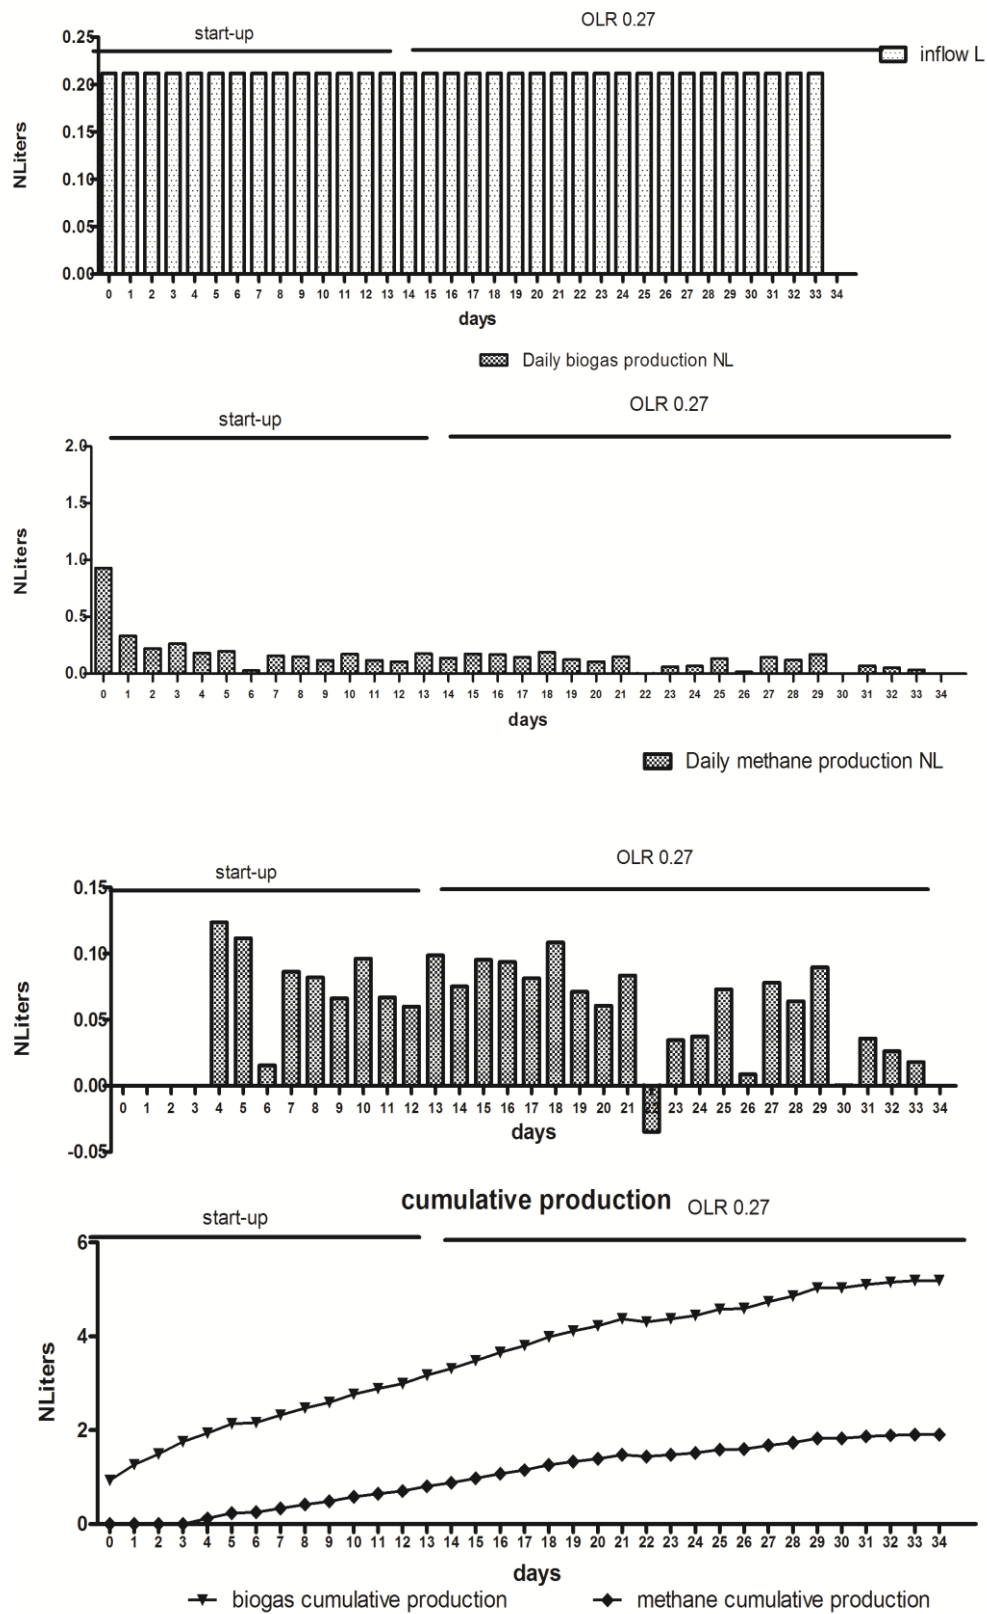 start-up
OLR 0.27
inflow L
0.25
0.20
0.15
0.10
0.05
0.00
NLiters
0 1 2 3 4 5 6 7 8 9 10 11 12 13 14 15 16 17 18 19 20 21 22 23 24 25 26 27 28 29 30 31 32 33 34
days
Daily biogas production NL
start-up
OLR 0.27
2.0
1.5
1.0
0.5
0.0
NLiters
0 1 2 3 4 5 6 7 8 9 10 11 12 13 14 15 16 17 18 19 20 21 22 23 24 25 26 27 28 29 30 31 32 33 34
days
Daily methane production NL
start-up
OLR 0.27
0.15
0.10
0.05
0.00
-0.05
NLiters
0 1 2 3 4 5 6 7 8 9 10 11 12 13 14 15 16 17 18 19 20 21 22 23 24 25 26 27 28 29 30 31 32 33 34
days
cumulative production
start-up
OLR 0.27
6
4
2
0
NLiters
0 1 2 3 4 5 6 7 8 9 10 11 12 13 14 15 16 17 18 19 20 21 22 23 24 25 26 27 28 29 30 31 32 33 34
days
biogas cumulative production
methane cumulative production